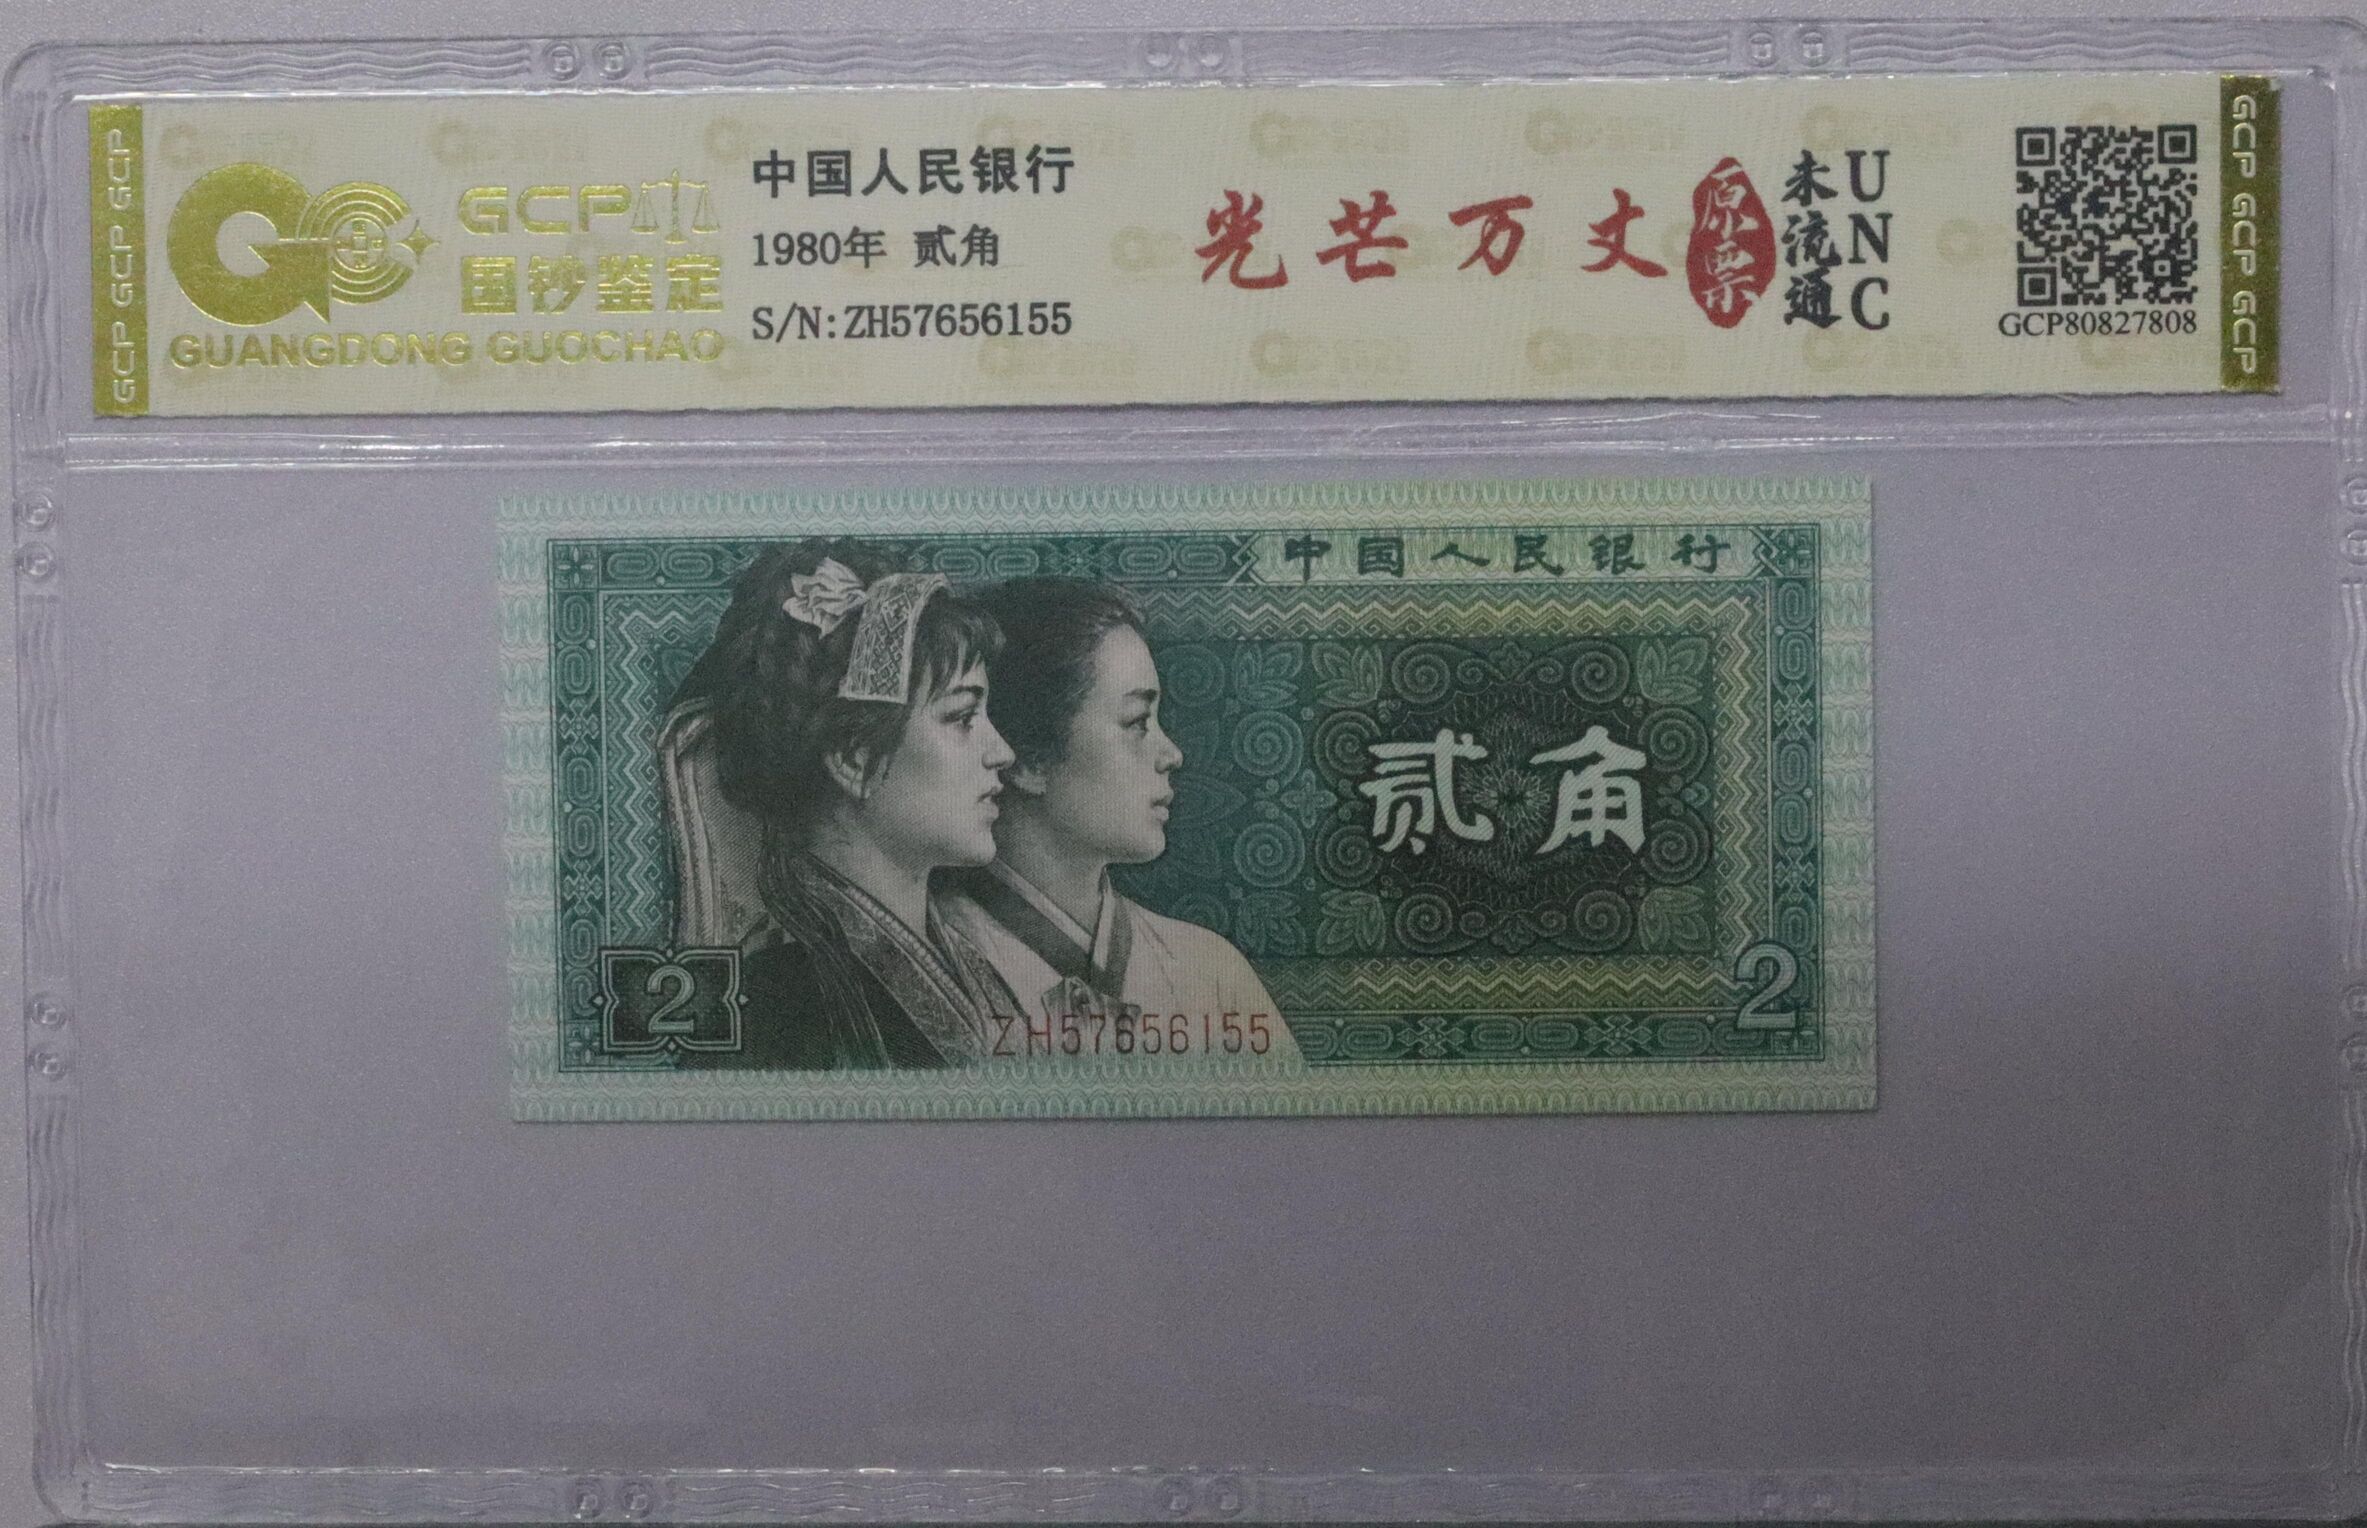 GCP GCP GCP
GCP
国钞鉴定
GUANGDONG GUOCHAO
中国人民银行
1980年 贰角
S/N:ZH57656155
光芒万丈
原票
未流通
UNC
GCP80827808
GCP GCP GCP
中国人民银行
贰角
2
2
ZH57656155